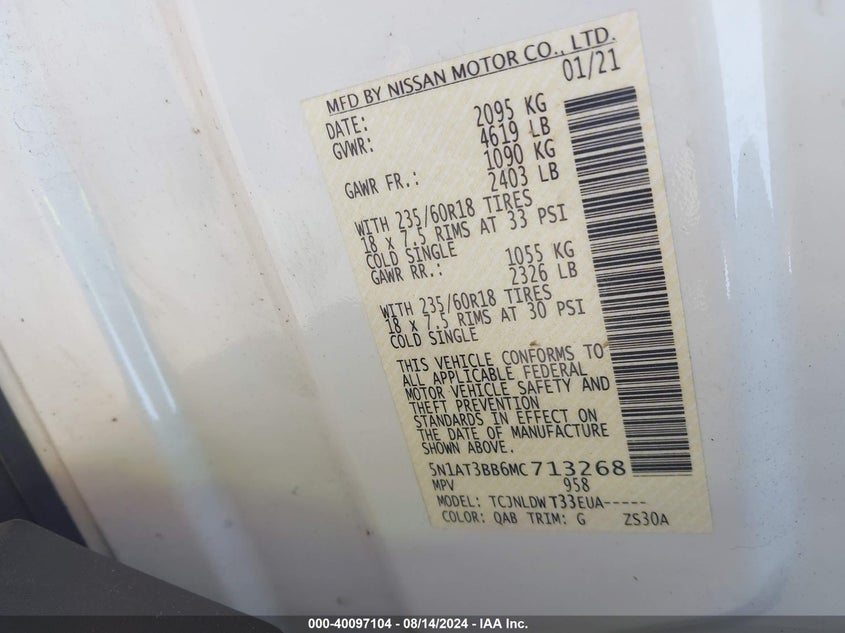 MFD BY NISSAN MOTOR CO., LTD.
DATE: 01/21
GVWR: 2095 KG
4619 LB
GAWR FR.: 1090 KG
2403 LB
WITH 235/60R18 TIRES
18 x 7.5 RIMS AT 33 PSI
COLD SINGLE
GAWR RR.: 1055 KG
2326 LB
WITH 235/60R18 TIRES
18 x 7.5 RIMS AT 30 PSI
COLD SINGLE
THIS VEHICLE CONFORMS TO
ALL APPLICABLE FEDERAL
MOTOR VEHICLE SAFETY AND
THEFT PREVENTION
STANDARDS IN EFFECT ON
THE DATE OF MANUFACTURE
SHOWN ABOVE.
5N1AT3BB6MC713268
MPV 958
MODEL: TCJNLDWT33EUA-----
COLOR: QAB TRIM: G ZS30A
000-40097104 - 08/14/2024 - IAA Inc.